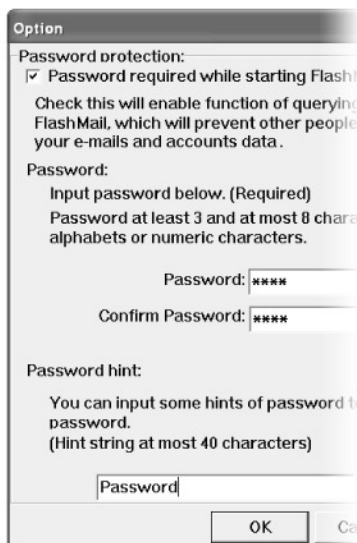 Option
Password protection:
Password required while starting Flash
Check this will enable function of querying
FlashMail, which will prevent other people
your e-mails and accounts data.
Password:
Input password below. (Required)
Password at least 3 and at most 8 chara
alphabets or numeric characters.
Password: ****
Confirm Password: ****
Password hint:
You can input some hints of password t
password.
(Hint string at most 40 characters)
Password
OK
Ca